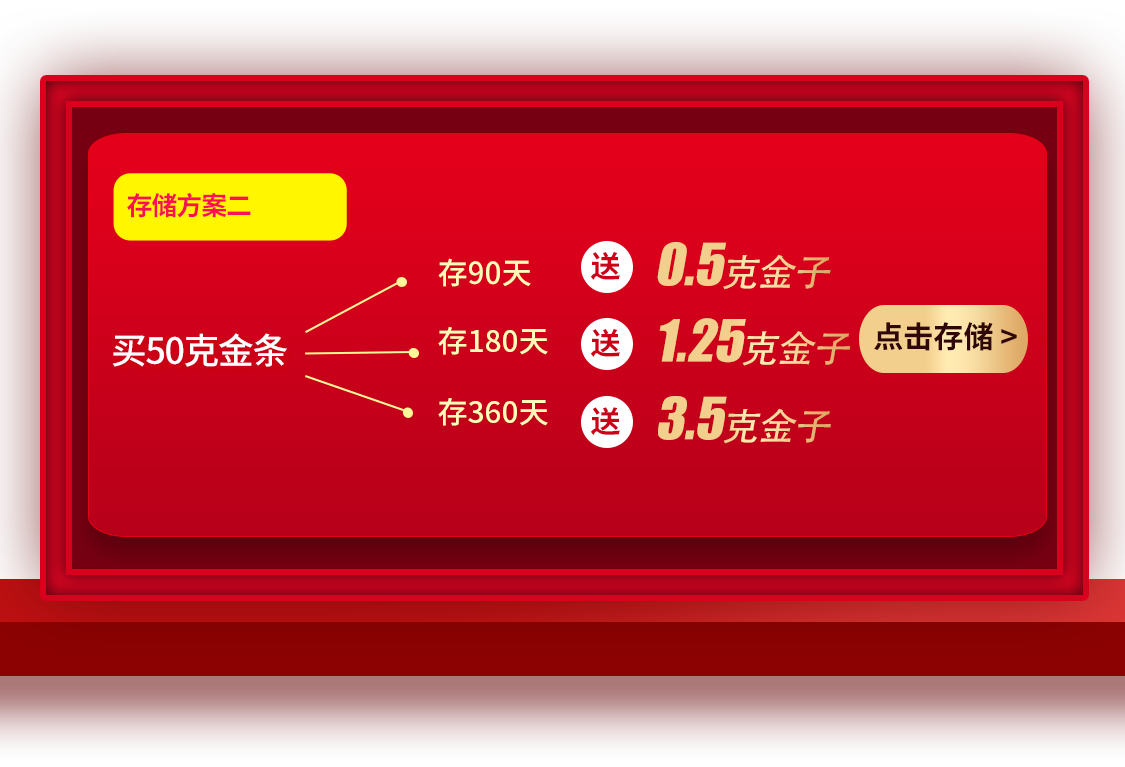 存储方案二
存90天 送 0.5克金子
买50克金条 存180天 送 1.25克金子 点击存储 >
存360天 送 3.5克金子